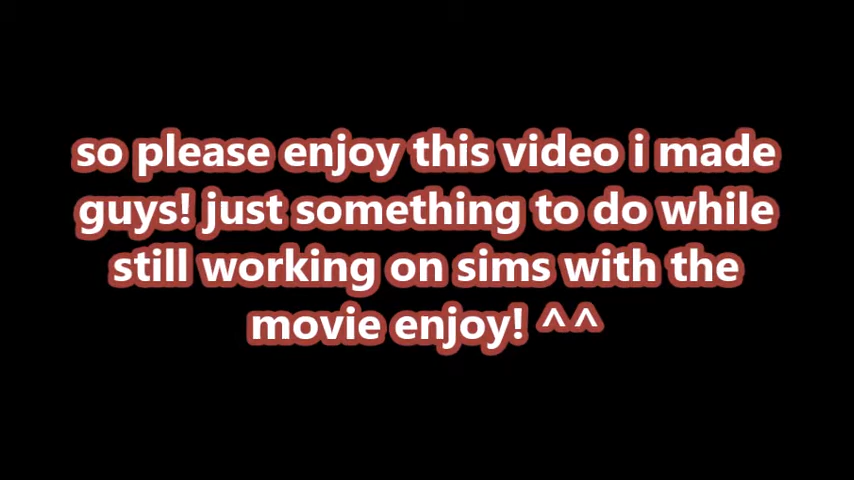 so please enjoy this video i made
guys! just something to do while
still working on sims with the
movie enjoy! ^^